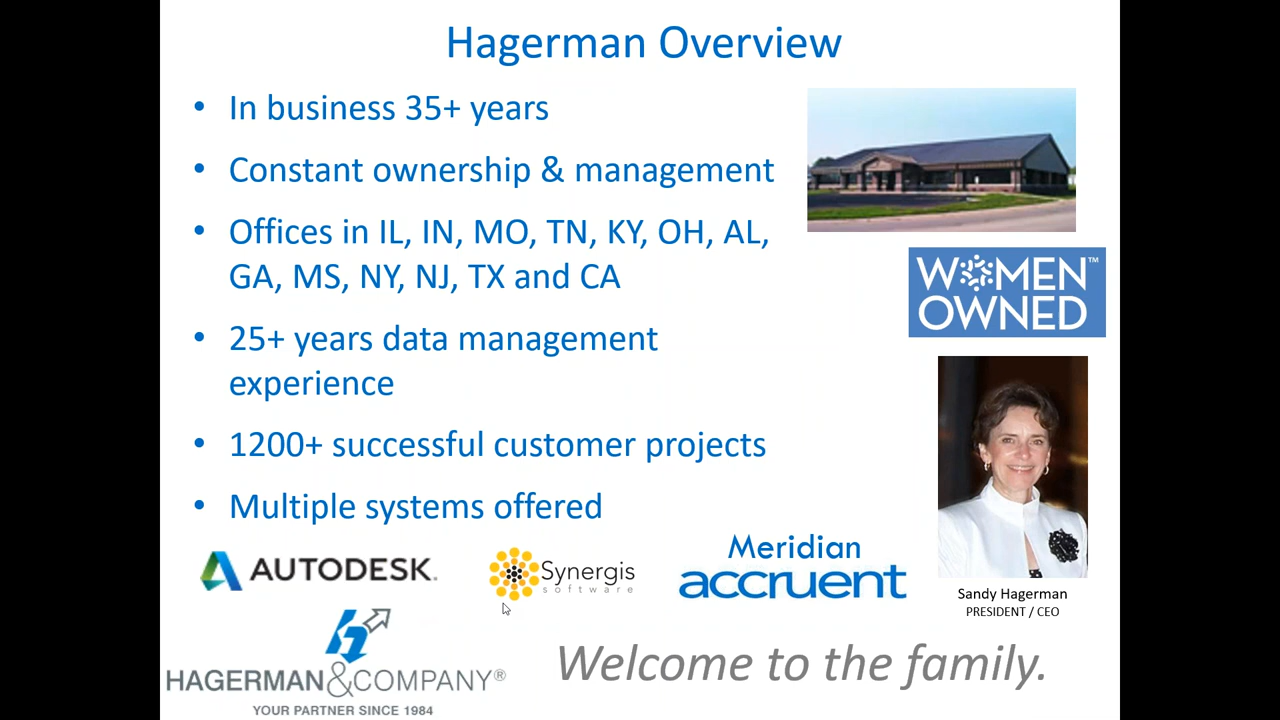 Hagerman Overview
• In business 35+ years
• Constant ownership & management
• Offices in IL, IN, MO, TN, KY, OH, AL,
GA, MS, NY, NJ, TX and CA
• 25+ years data management
experience
• 1200+ successful customer projects
• Multiple systems offered
WOMEN™
OWNED
Sandy Hagerman
PRESIDENT / CEO
AUTODESK.
Synergis
software
Meridian
accruent
HAGERMAN&COMPANY®
YOUR PARTNER SINCE 1984
Welcome to the family.